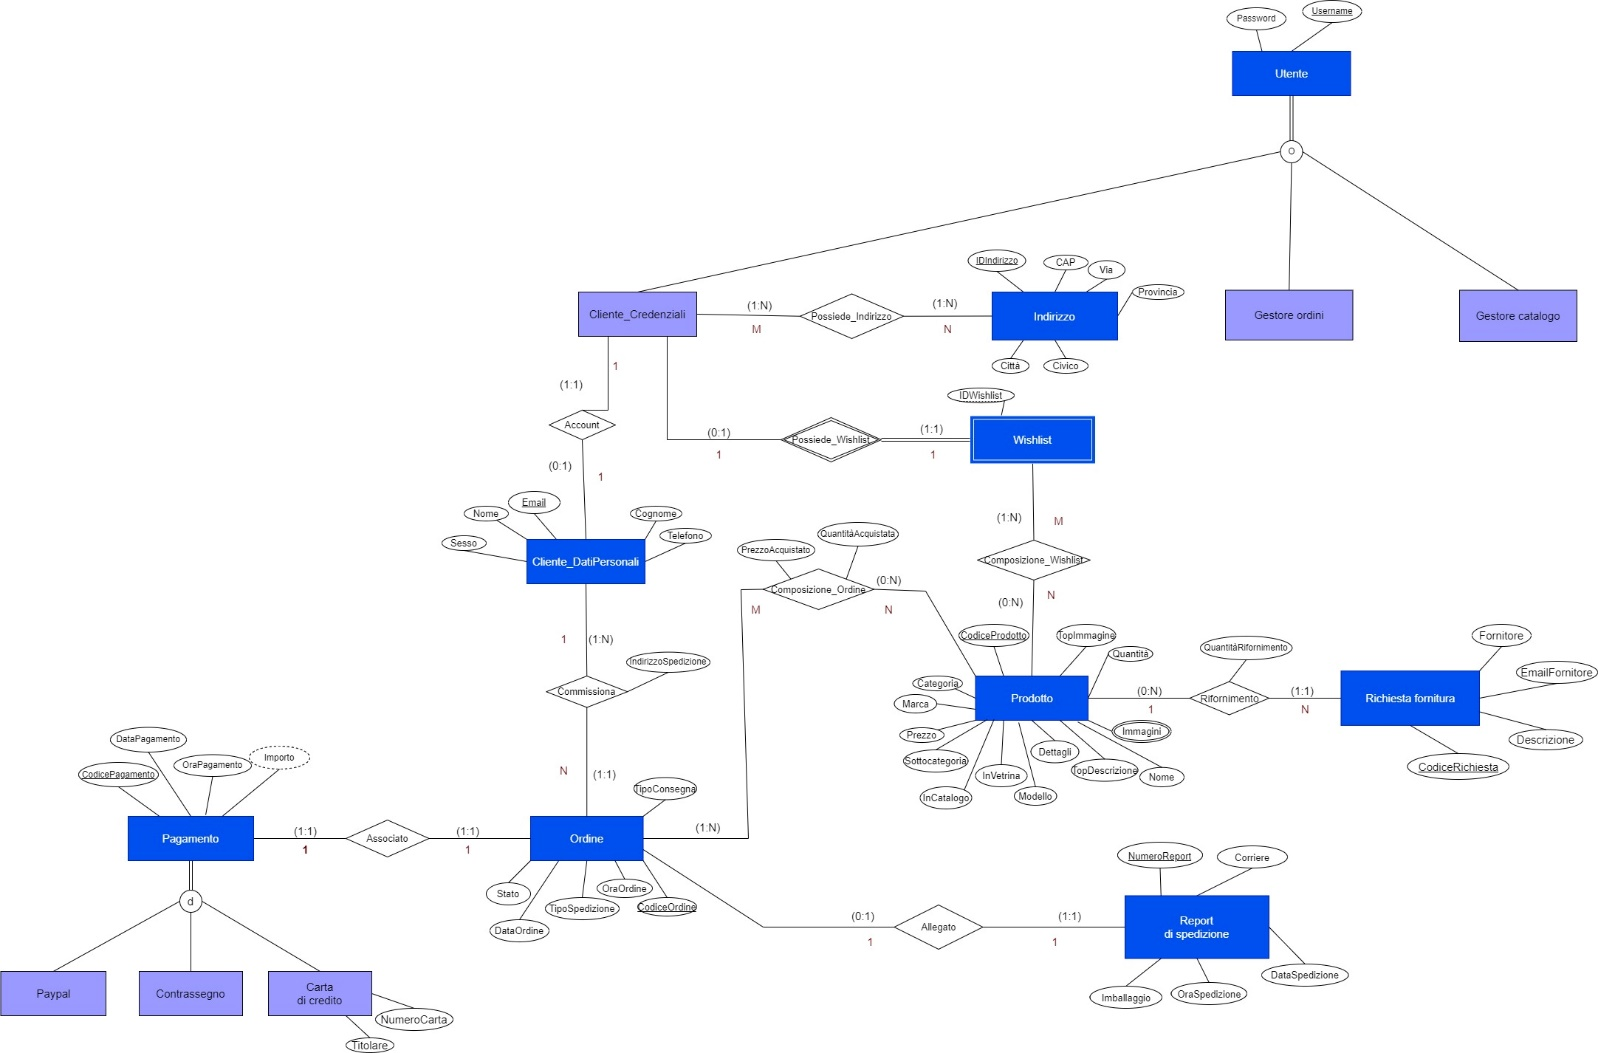 Password
Username
Utente
o
IDIndirizzo
CAP
Via
Provincia
Cliente_Credenziali
(1:N)
M
Possiede_Indirizzo
(1:N)
N
Indirizzo
Gestore ordini
Gestore catalogo
Città
Civico
1
(1:1)
Account
IDWishlist
(0:1)
1
Possiede_Wishlist
(1:1)
1
Wishlist
(0:1)
1
Email
Nome
Cognome
Sesso
Telefono
Cliente_DatiPersonali
(1:N)
M
Composizione_Wishlist
(0:N)
N
PrezzoAcquistato
QuantitàAcquistata
Composizione_Ordine
M
(0:N)
N
1
(1:N)
IndirizzoSpedizione
Commissiona
N
(1:1)
CodiceProdotto
TopImmagine
Quantità
Categoria
Marca
Prodotto
Prezzo
Immagini
Sottocategoria
Dettagli
InVetrina
TopDescrizione
Nome
InCatalogo
Modello
(0:N)
1
QuantitàRifornimento
Rifornimento
(1:1)
N
Richiesta fornitura
Fornitore
EmailFornitore
Descrizione
CodiceRichiesta
DataPagamento
CodicePagamento
OraPagamento
Importo
Pagamento
(1:1)
1
Associato
(1:1)
1
Ordine
TipoConsegna
(1:N)
Stato
OraOrdine
TipoSpedizione
CodiceOrdine
DataOrdine
d
Paypal
Contrassegno
Carta
di credito
NumeroCarta
Titolare
(0:1)
1
Allegato
(1:1)
1
NumeroReport
Corriere
Report
di spedizione
Imballaggio
OraSpedizione
DataSpedizione